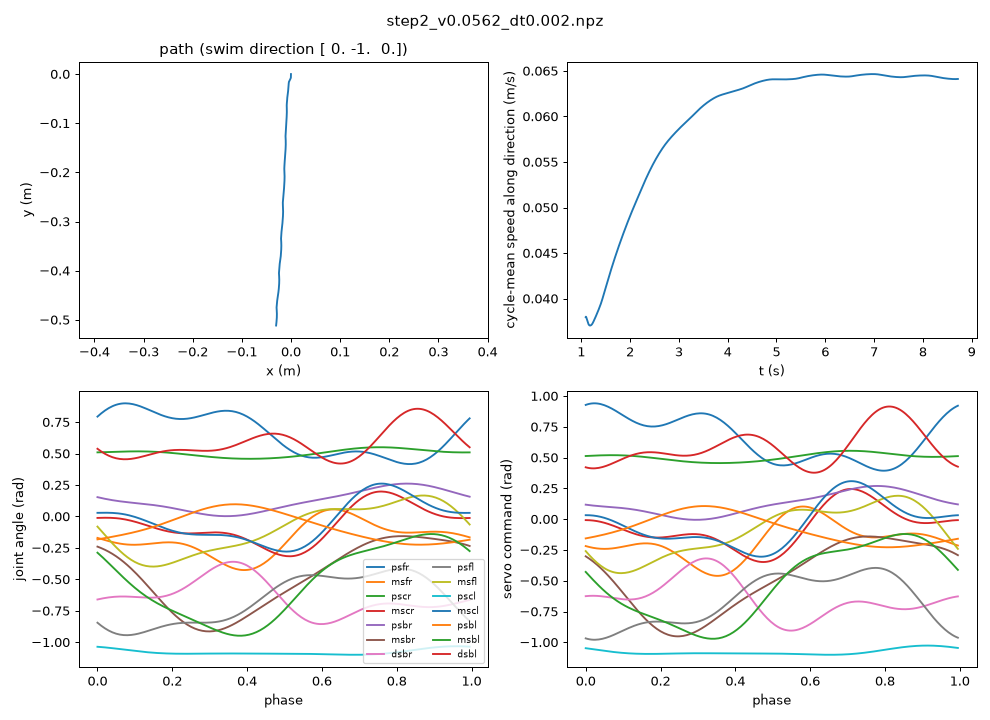 step2_v0.0562_dt0.002.npz
path (swim direction [ 0. -1.  0.])
0.0
−0.1
−0.2
−0.3
−0.4
−0.5
y (m)
−0.4 −0.3 −0.2 −0.1 0.0 0.1 0.2 0.3 0.4
x (m)
0.065
0.060
0.055
0.050
0.045
0.040
cycle-mean speed along direction (m/s)
1 2 3 4 5 6 7 8 9
t (s)
0.75
0.50
0.25
0.00
−0.25
−0.50
−0.75
−1.00
joint angle (rad)
psfr psfl
msfr msfl
pscr pscl
mscr mscl
psbr psbl
msbr msbl
dsbr dsbl
0.0 0.2 0.4 0.6 0.8 1.0
phase
1.00
0.75
0.50
0.25
0.00
−0.25
−0.50
−0.75
−1.00
servo command (rad)
0.0 0.2 0.4 0.6 0.8 1.0
phase